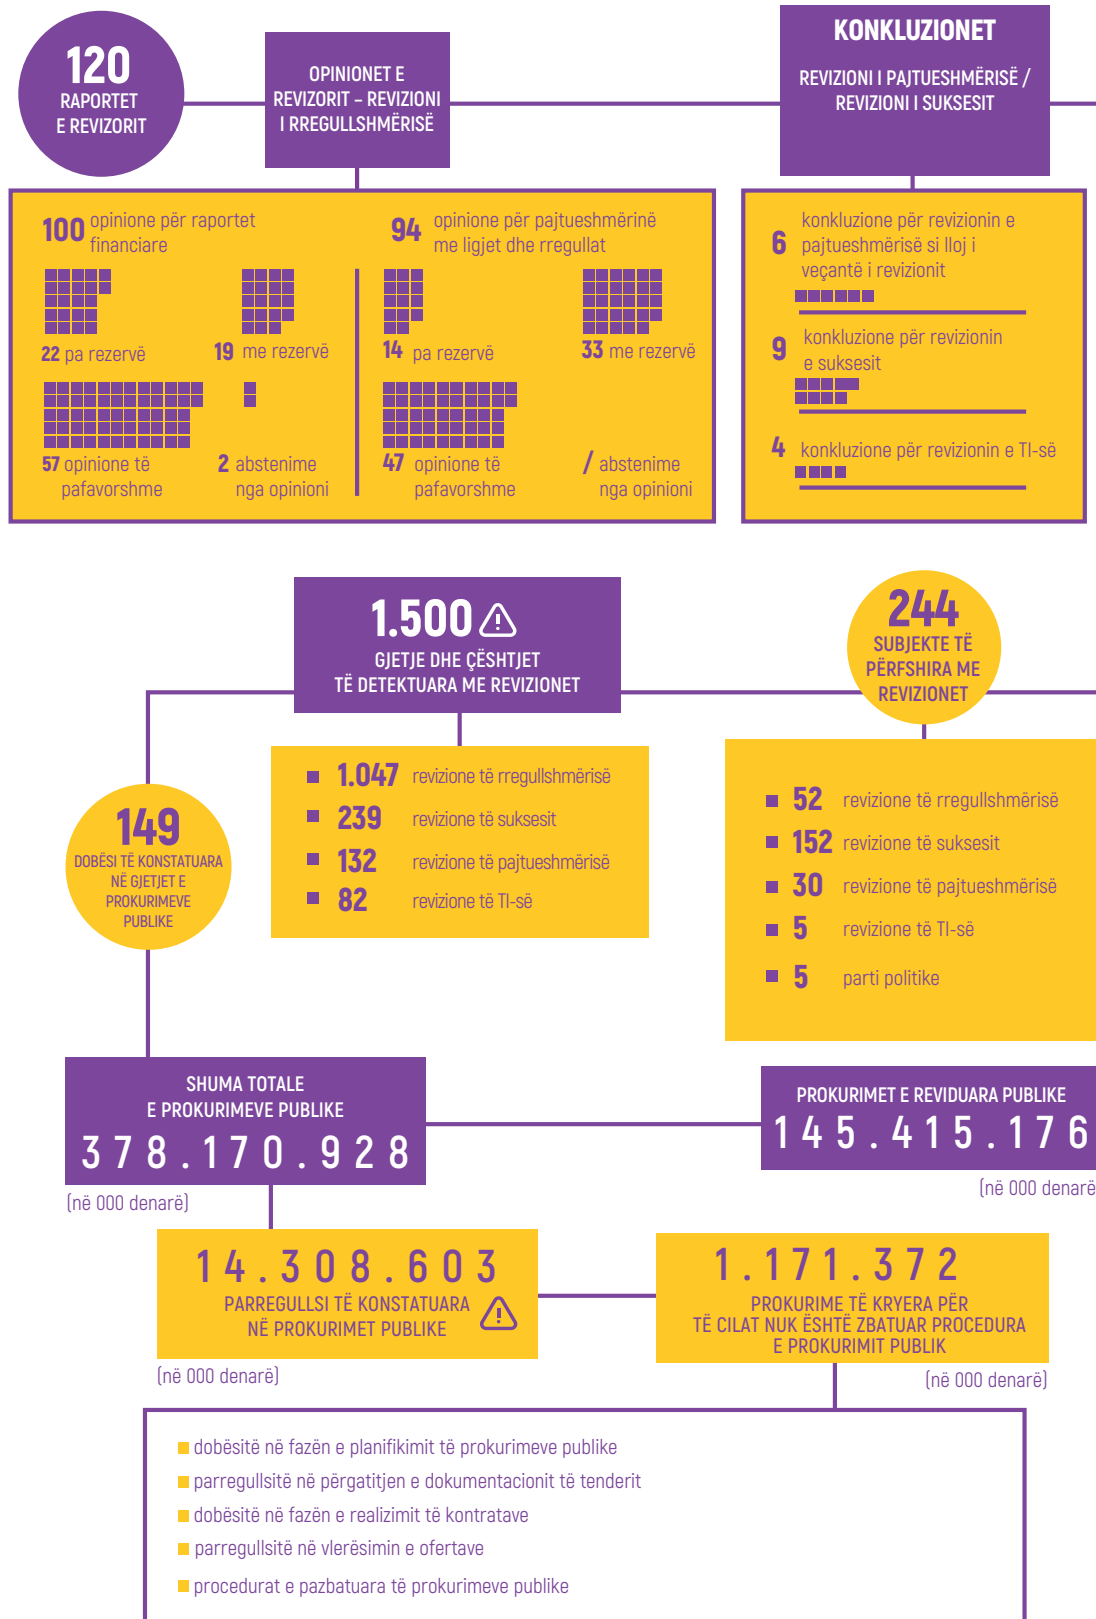 120
RAPORTET
E REVIZORIT
OPINIONET E
REVIZORIT – REVIZIONI
I RREGULLSHMËRISË
KONKLUZIONET
REVIZIONI I PAJTUESHMËRISË /
REVIZIONI I SUKSESIT
100 opinione për raportet
financiare
22 pa rezervë
19 me rezervë
57 opinione të
pafavorshme
2 abstenime
nga opinioni
94 opinione për pajtueshmërinë
me ligjet dhe rregullat
14 pa rezervë
33 me rezervë
47 opinione të
pafavorshme
/ abstenime
nga opinioni
6 konkluzione për revizionin e
pajtueshmërisë si lloj i
veçantë i revizionit
9 konkluzione për revizionin
e suksesit
4 konkluzione për revizionin e TI-së
1.500
GJETJE DHE ÇËSHTJET
TË DETEKTUARA ME REVIZIONET
1.047 revizione të rregullshmërisë
239 revizione të suksesit
132 revizione të pajtueshmërisë
82 revizione të TI-së
244
SUBJEKTE TË
PËRFSHIRA ME
REVIZIONET
52 revizione të rregullshmërisë
152 revizione të suksesit
30 revizione të pajtueshmërisë
5 revizione të TI-së
5 parti politike
149
DOBËSI TË KONSTATUARA
NË GJETJET E
PROKURIMEVE
PUBLIKE
SHUMA TOTALE
E PROKURIMEVE PUBLIKE
378.170.928
(në 000 denarë)
PROKURIMET E REVIDUARA PUBLIKE
145.415.176
(në 000 denarë
14.308.603
PARREGULLSI TË KONSTATUARA
NË PROKURIMET PUBLIKE
(në 000 denarë)
1.171.372
PROKURIME TË KRYERA PËR
TË CILAT NUK ËSHTË ZBATUAR PROCEDURA
E PROKURIMIT PUBLIK
(në 000 denarë)
dobësitë në fazën e planifikimit të prokurimeve publike
parregullsitë në përgatitjen e dokumentacionit të tenderit
dobësitë në fazën e realizimit të kontratave
parregullsitë në vlerësimin e ofertave
procedurat e pazbatuara të prokurimeve publike